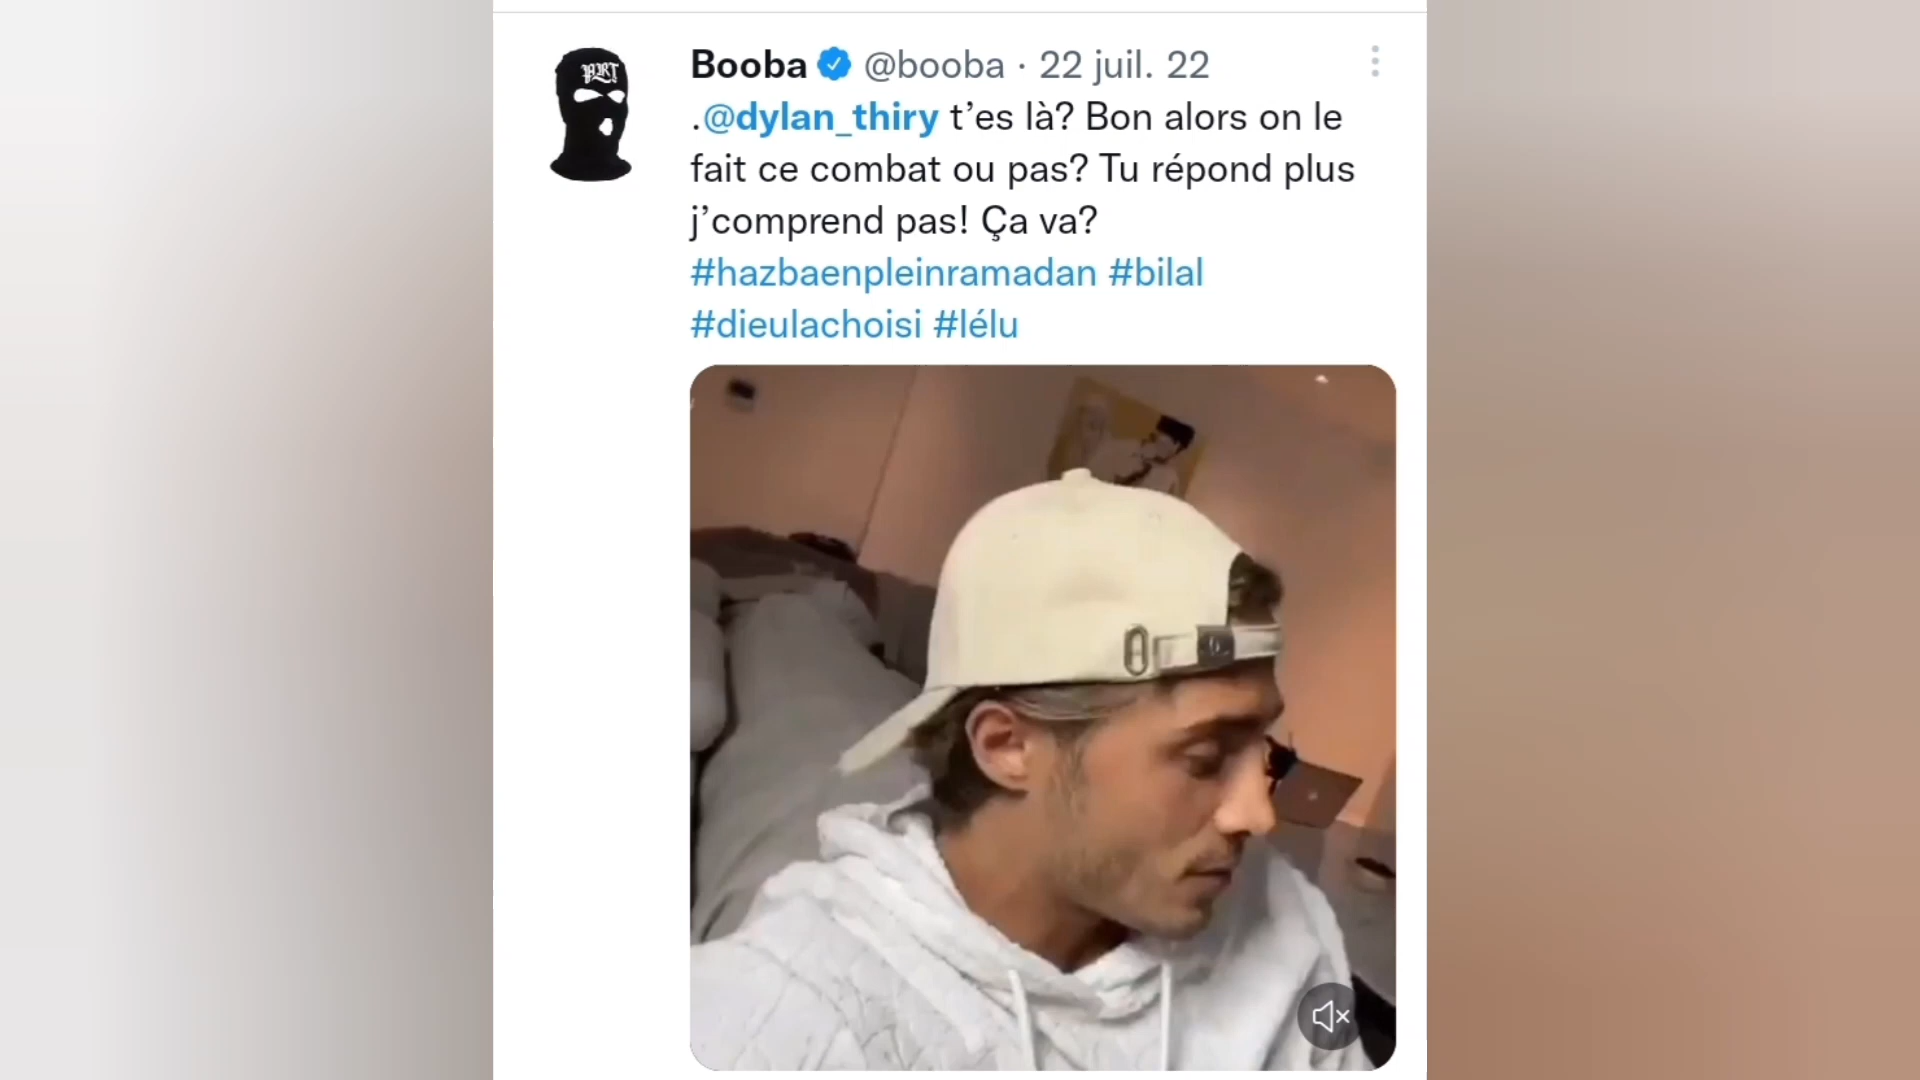 Booba @booba · 22 juil. 22
.@dylan_thiry t’es là? Bon alors on le
fait ce combat ou pas? Tu répond plus
j’comprend pas! Ça va?
#hazbaenpleinramadan #bilal
#dieulachoisi #lélu